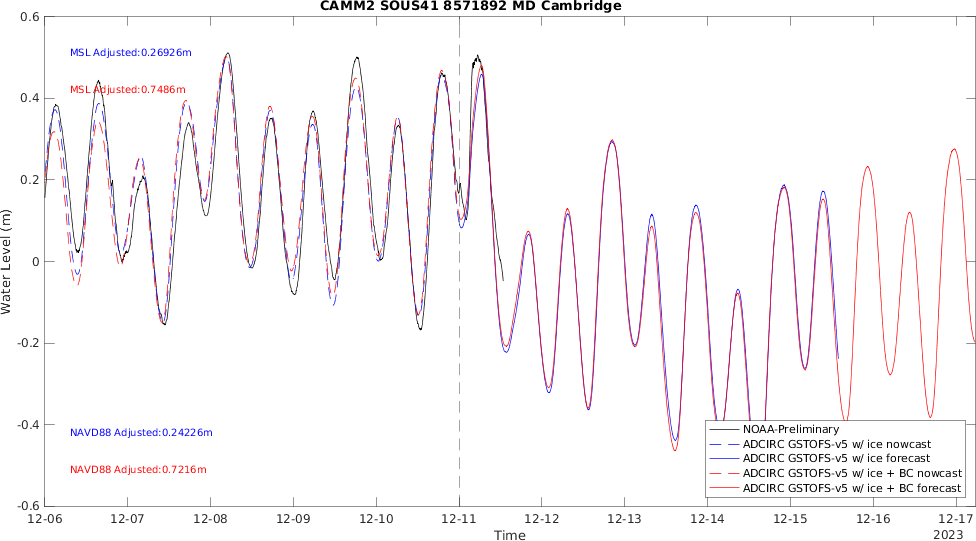 CAMM2 SOUS41 8571892 MD Cambridge
0.6
0.4
0.2
0
-0.2
-0.4
-0.6
Water Level (m)
MSL Adjusted:0.26926m
MSL Adjusted:0.7486m
NAVD88 Adjusted:0.24226m
NAVD88 Adjusted:0.7216m
NOAA-Preliminary
ADCIRC GSTOFS-v5 w/ ice nowcast
ADCIRC GSTOFS-v5 w/ ice forecast
ADCIRC GSTOFS-v5 w/ ice + BC nowcast
ADCIRC GSTOFS-v5 w/ ice + BC forecast
12-06 12-07 12-08 12-09 12-10 12-11 12-12 12-13 12-14 12-15 12-16 12-17
Time
2023